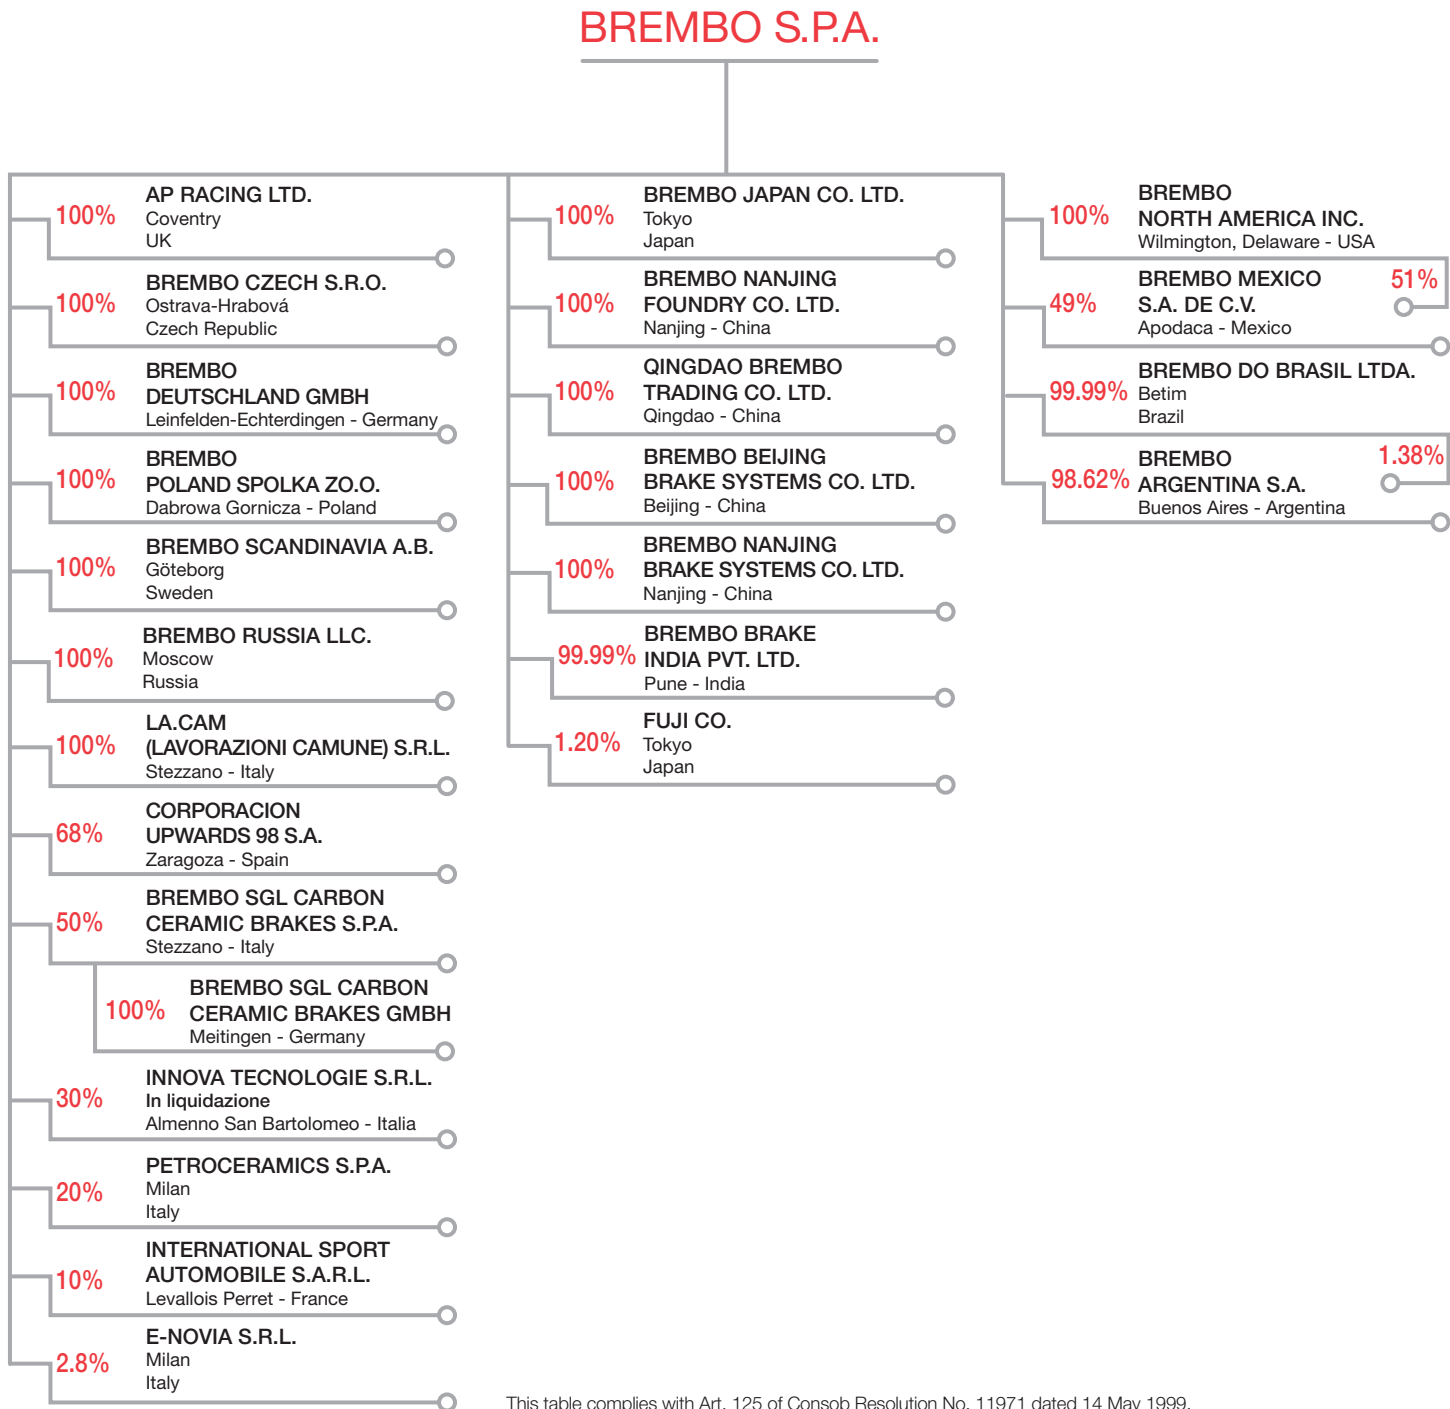 BREMBO S.P.A.
100%
AP RACING LTD.
Coventry
UK
100%
BREMBO CZECH S.R.O.
Ostrava-Hrabová
Czech Republic
100%
BREMBO
DEUTSCHLAND GMBH
Leinfelden-Echterdingen - Germany
100%
BREMBO
POLAND SPOLKA ZO.O.
Dabrowa Gornicza - Poland
100%
BREMBO SCANDINAVIA A.B.
Göteborg
Sweden
100%
BREMBO RUSSIA LLC.
Moscow
Russia
100%
LA.CAM
(LAVORAZIONI CAMUNE) S.R.L.
Stezzano - Italy
68%
CORPORACION
UPWARDS 98 S.A.
Zaragoza - Spain
50%
BREMBO SGL CARBON
CERAMIC BRAKES S.P.A.
Stezzano - Italy
100%
BREMBO SGL CARBON
CERAMIC BRAKES GMBH
Meitingen - Germany
30%
INNOVA TECNOLOGIE S.R.L.
In liquidazione
Almenno San Bartolomeo - Italia
20%
PETROCERAMICS S.P.A.
Milan
Italy
10%
INTERNATIONAL SPORT
AUTOMOBILE S.A.R.L.
Levallois Perret - France
2.8%
E-NOVIA S.R.L.
Milan
Italy
100%
BREMBO JAPAN CO. LTD.
Tokyo
Japan
100%
BREMBO NANJING
FOUNDRY CO. LTD.
Nanjing - China
100%
QINGDAO BREMBO
TRADING CO. LTD.
Qingdao - China
100%
BREMBO BEIJING
BRAKE SYSTEMS CO. LTD.
Beijing - China
100%
BREMBO NANJING
BRAKE SYSTEMS CO. LTD.
Nanjing - China
99.99%
BREMBO BRAKE
INDIA PVT. LTD.
Pune - India
1.20%
FUJI CO.
Tokyo
Japan
100%
BREMBO
NORTH AMERICA INC.
Wilmington, Delaware - USA
49%
BREMBO MEXICO
S.A. DE C.V.
Apodaca - Mexico
51%
99.99%
BREMBO DO BRASIL LTDA.
Betim
Brazil
98.62%
BREMBO
ARGENTINA S.A.
Buenos Aires - Argentina
1.38%
This table complies with Art. 125 of Consob Resolution No. 11971 dated 14 May 1999.